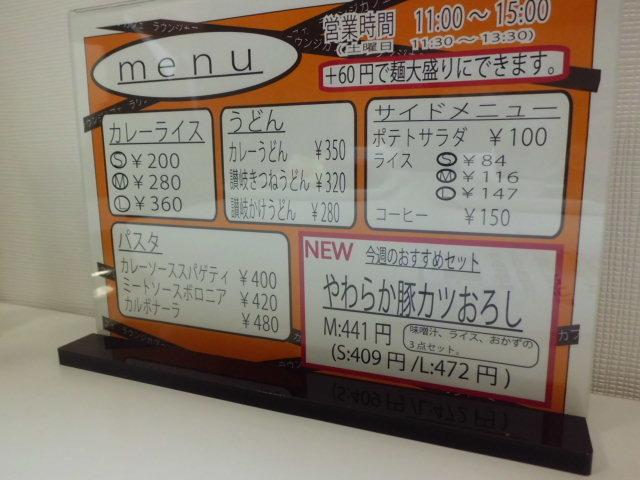 menu
営業時間 11:00～15:00
(土曜日 11:30～13:30)
+60円で麺大盛りにできます。
カレーライス
Ⓢ ¥200
Ⓜ ¥280
Ⓛ ¥360
うどん
カレーうどん ¥350
讃岐きつねうどん ¥320
讃岐かけうどん ¥280
サイドメニュー
ポテトサラダ ¥100
ライス Ⓢ ¥84
Ⓜ ¥116
Ⓛ ¥147
コーヒー ¥150
パスタ
カレーソーススパゲティ ¥400
ミートソースボロニア ¥420
カルボナーラ ¥480
NEW 今週のおすすめセット
やわらか豚カツおろし
M:441円
味噌汁、ライス、おかずの
3点セット。
(S:409円/L:472円)